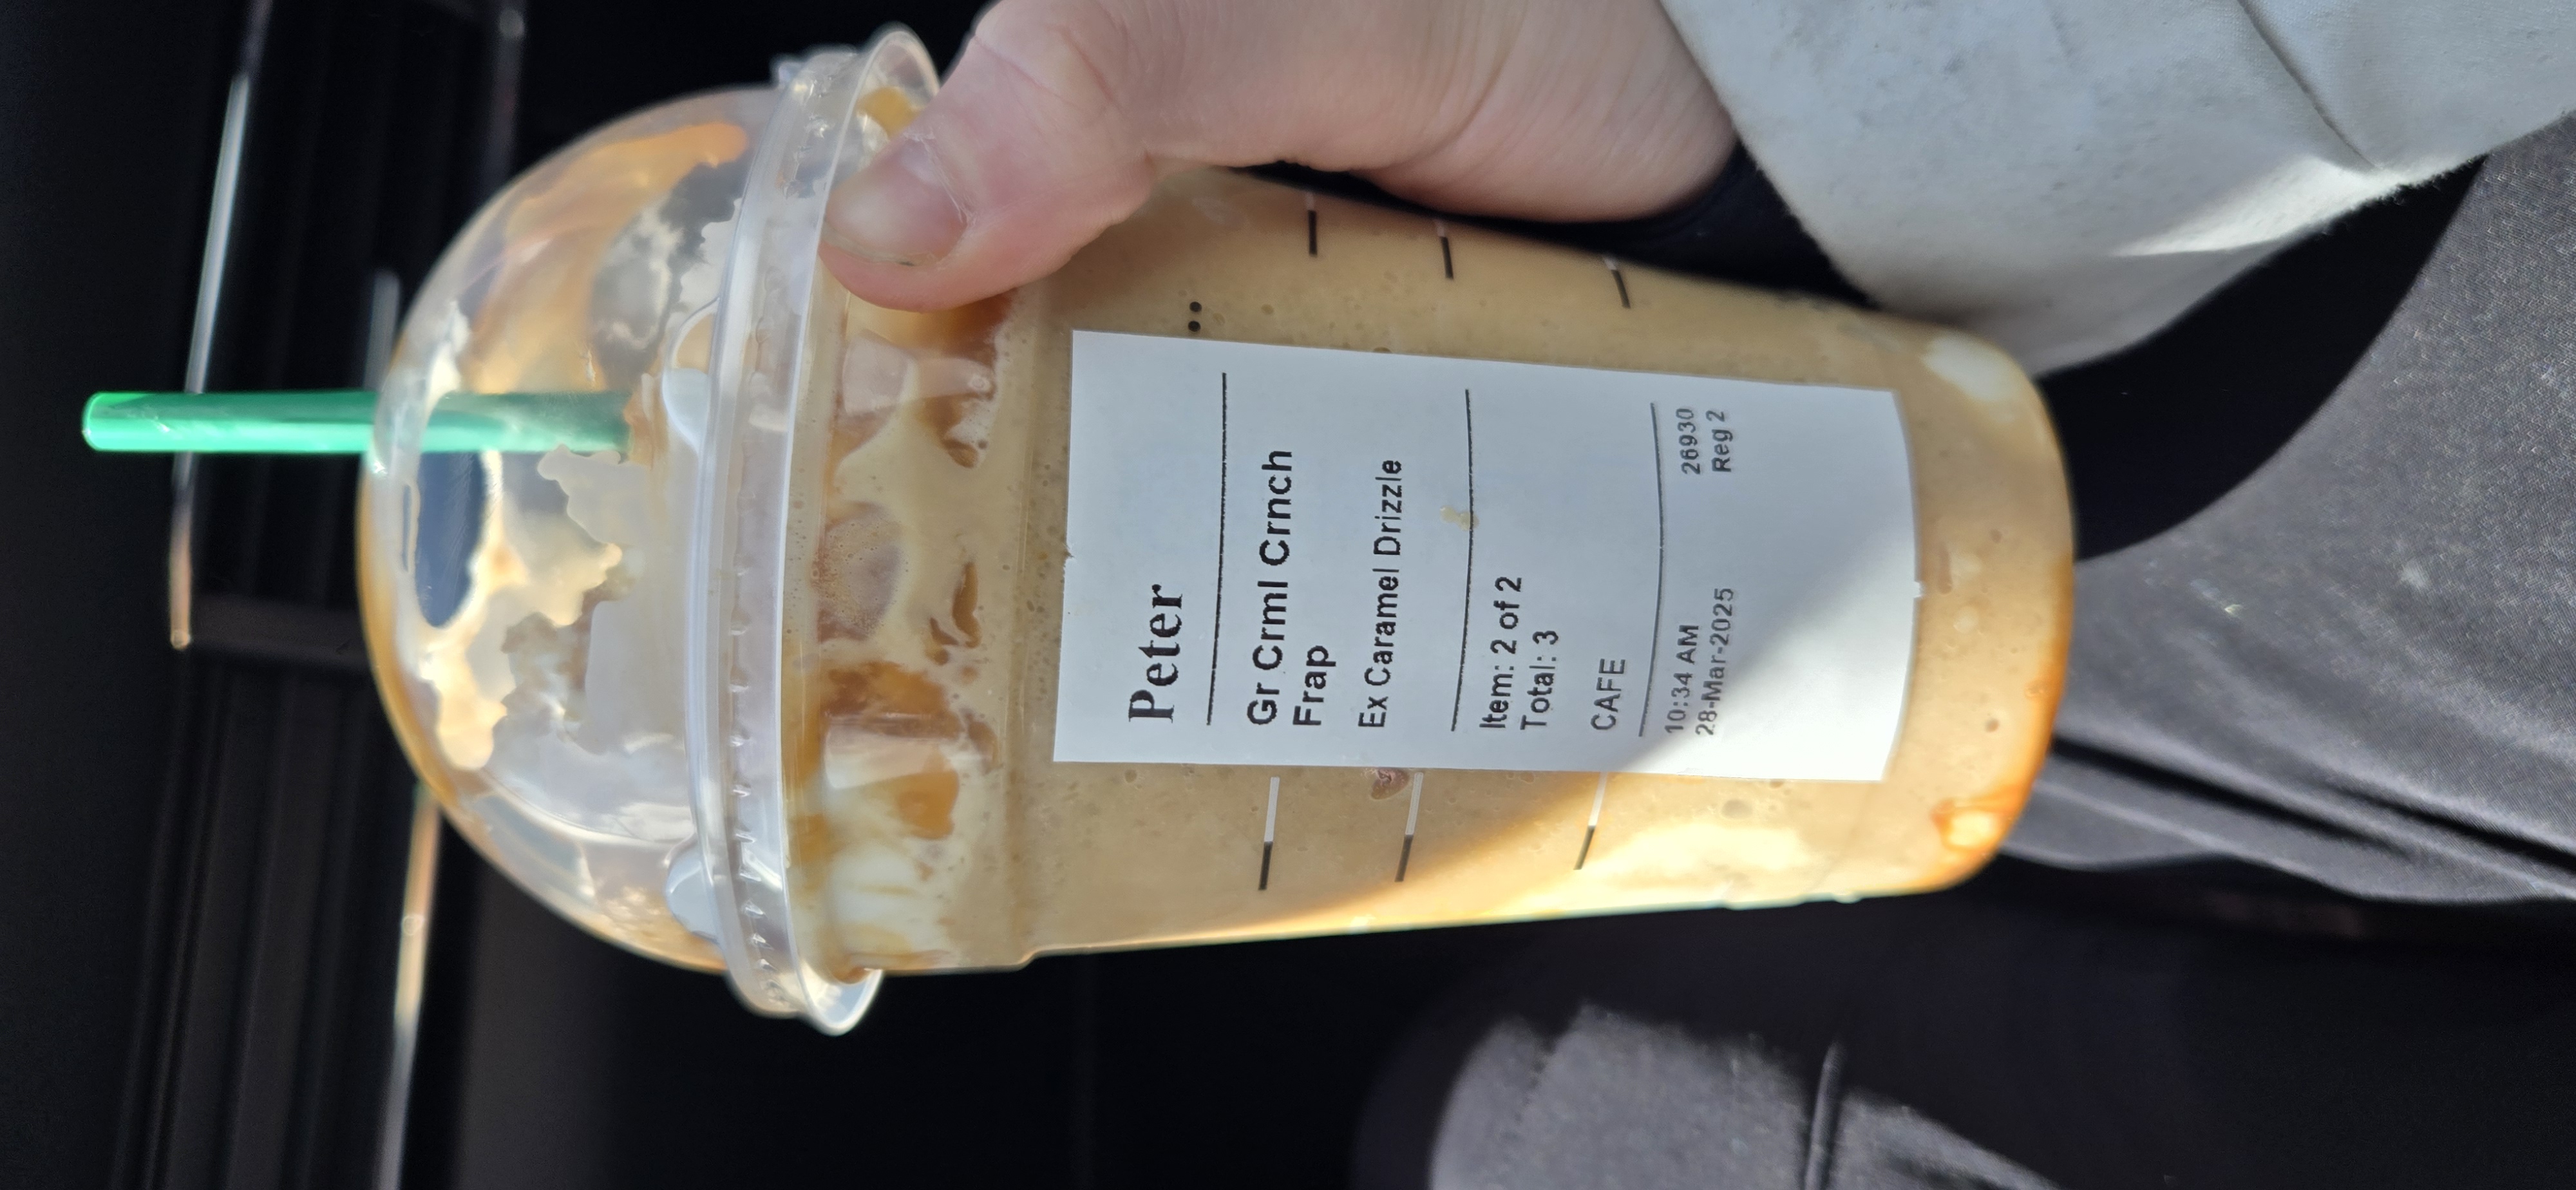 Peter
Gr Crml Crnch
Frap
Ex Caramel Drizzle
Item: 2 of 2
Total: 3
CAFE
10:34 AM 26930
28-Mar-2025 Reg 2